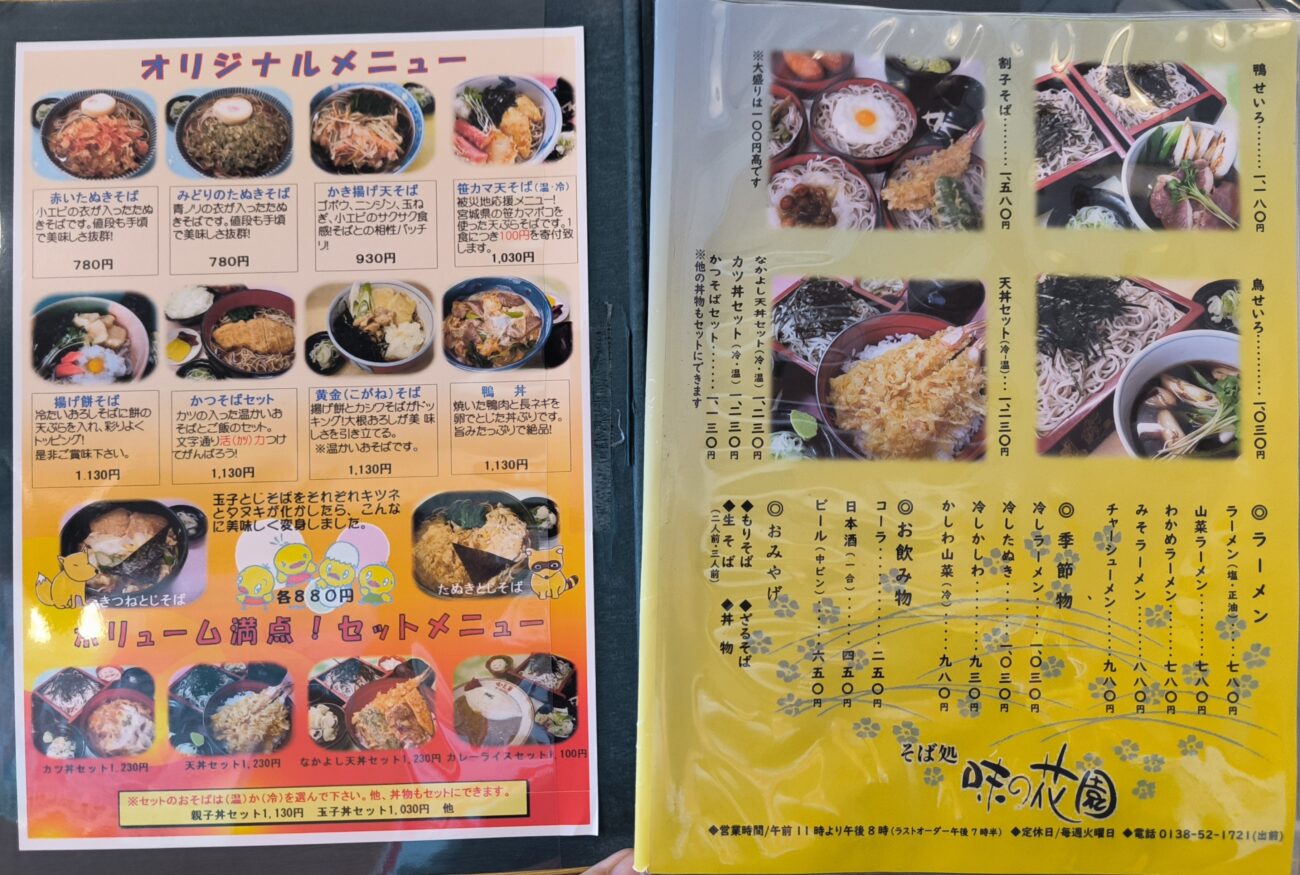 オリジナルメニュー
赤いたぬきそば
小エビの衣が入ったたぬ
きそばです。値段も手頃
で美味しさ抜群!
780円
みどりのたぬきそば
青ノリの衣が入ったたぬ
きそばです。値段も手頃
で美味しさ抜群!
780円
かき揚げ天そば
ゴボウ、ニンジン、玉ね
ぎ、小エビのサクサク食
感!そばとの相性バッチ
リ!
930円
笹カマ天そば(温・冷)
被災地応援メニュー!
宮城県の笹カマボコを
使った天ぷらそばです。1
食につき100円を寄付致
します。
1,030円
揚げ餅そば
冷たいおろしそばに餅の
天ぷらを入れ、彩りよく
トッピング!
是非ご賞味下さい。
1.130円
かつそばセット
カツの入った温かいお
そばとご飯のセット。
文字通り活(カツ)力つけ
てがんばろう!
1,130円
黄金(こがね)そば
揚げ餅とカシワそばがドッ
キング!大根おろしが美味
しさを引き立てる。
※温かいおそばです。
1,130円
鴨 丼
焼いた鴨肉と長ネギを
卵でとじた丼ぶりです。
旨みたっぷりで絶品!
1,130円
玉子とじそばをそれぞれキツネ
とタヌキが化かしたら、こんな
に美味しく変身しました。
きつねとじそば
各880円
たぬきとじそば
ボリューム満点!セットメニュー
カツ丼セット1,230円
天丼セット1,230円
なかよし天丼セット1,230円
カレーライスセット1,100円
※セットのおそばは(温)か(冷)を選んで下さい。他、丼物もセットにできます。
親子丼セット1,130円 玉子丼セット1,030円 他
鴨せいろ………一、一八〇円
割子そば………一、五八〇円
※大盛りは一〇〇円高です
鳥せいろ………一、〇三〇円
天丼セット(冷・温)…一、二三〇円
なかよし天丼セット(冷・温)一、二三〇円
カツ丼セット(冷・温)一、二三〇円
かつそばセット………一、一三〇円
※他の丼物もセットにできます
◎ラーメン
ラーメン(塩・正油)…七八〇円
山菜ラーメン………七八〇円
わかめラーメン……七八〇円
みそラーメン………八八〇円
チャーシューメン…九八〇円
◎季節物
冷しラーメン…一、〇三〇円
冷したぬき……一、〇三〇円
冷しかしわ………九三〇円
かしわ山菜(冷)…九八〇円
◎お飲み物
コーラ………二五〇円
日本酒(一合)……四五〇円
ビール(中ビン)……六五〇円
◎おみやげ
◆もりそば ◆ざるそば
◆生そば ◆丼物
(二人前・三人前)
そば処
味の花園
◆営業時間/午前11時より午後8時(ラストオーダー午後7時半) ◆定休日/毎週火曜日 ◆電話 0138-52-1721(出前)